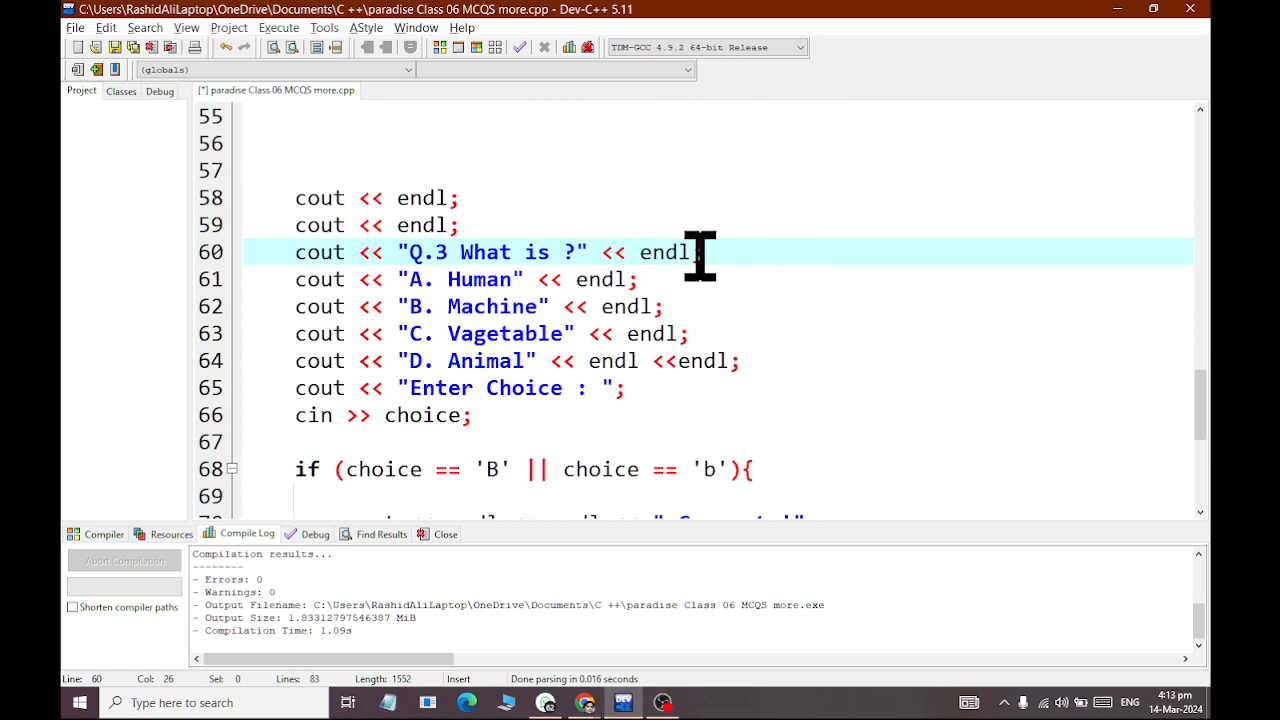 C:\Users\RashidAliLaptop\OneDrive\Documents\C ++\paradise Class 06 MCQS more.cpp - Dev-C++ 5.11
File Edit Search View Project Execute Tools AStyle Window Help
TDM-GCC 4.9.2 64-bit Release
(globals)
Project Classes Debug [*] paradise Class 06 MCQS more.cpp
55
56
57
58 cout << endl;
59 cout << endl;
60 cout << "Q.3 What is ?" << endl;
61 cout << "A. Human" << endl;
62 cout << "B. Machine" << endl;
63 cout << "C. Vagetable" << endl;
64 cout << "D. Animal" << endl <<endl;
65 cout << "Enter Choice : ";
66 cin >> choice;
67
68 if (choice == 'B' || choice == 'b'){
69
Compiler Resources Compile Log Debug Find Results Close
Abort Compilation
Shorten compiler paths
Compilation results...
--------
- Errors: 0
- Warnings: 0
- Output Filename: C:\Users\RashidAliLaptop\OneDrive\Documents\C ++\paradise Class 06 MCQS more.exe
- Output Size: 1.83312797546387 MiB
- Compilation Time: 1.09s
Line: 60 Col: 26 Sel: 0 Lines: 83 Length: 1552 Insert Done parsing in 0.016 seconds
Type here to search
ENG
4:13 pm
14-Mar-2024